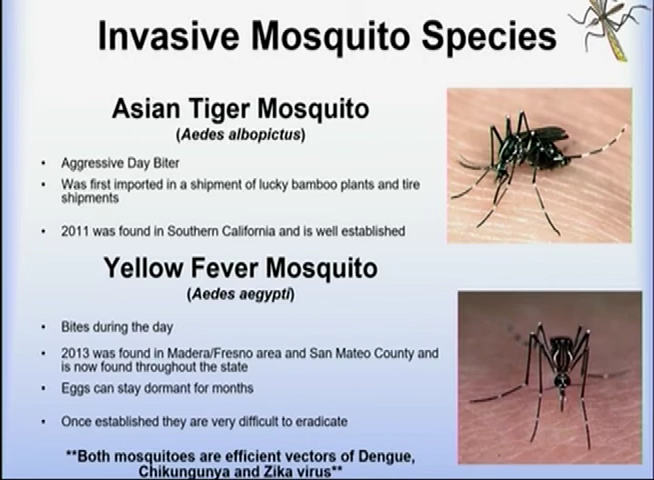 Invasive Mosquito Species
Asian Tiger Mosquito
(Aedes albopictus)
• Aggressive Day Biter
• Was first imported in a shipment of lucky bamboo plants and tire
shipments
• 2011 was found in Southern California and is well established
Yellow Fever Mosquito
(Aedes aegypti)
• Bites during the day
• 2013 was found in Madera/Fresno area and San Mateo County and
is now found throughout the state
• Eggs can stay dormant for months
• Once established they are very difficult to eradicate
**Both mosquitoes are efficient vectors of Dengue,
Chikungunya and Zika virus**